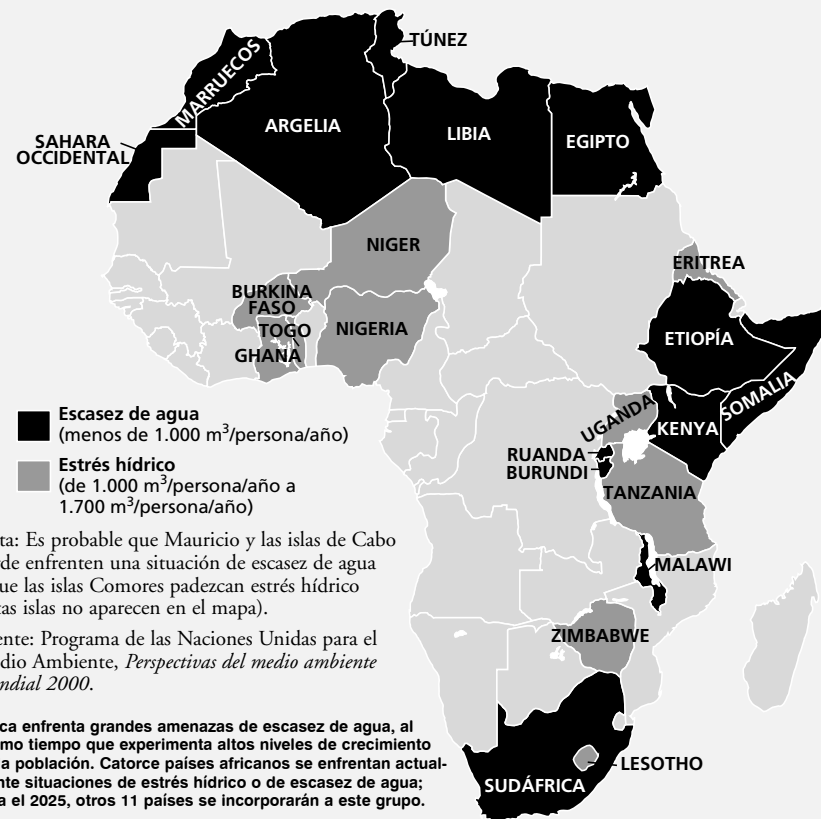 TÚNEZ
MARRUECOS
ARGELIA
LIBIA
EGIPTO
SAHARA
OCCIDENTAL
NIGER
ERITREA
BURKINA
FASO
TOGO
NIGERIA
GHANA
ETIOPÍA
SOMALIA
UGANDA
KENYA
RUANDA
BURUNDI
TANZANIA
MALAWI
ZIMBABWE
LESOTHO
SUDÁFRICA
Escasez de agua
(menos de 1.000 m³/persona/año)
Estrés hídrico
(de 1.000 m³/persona/año a
1.700 m³/persona/año)
ta: Es probable que Mauricio y las islas de Cabo
rde enfrenten una situación de escasez de agua
ue las islas Comores padezcan estrés hídrico
tas islas no aparecen en el mapa).
ente: Programa de las Naciones Unidas para el
dio Ambiente, Perspectivas del medio ambiente
ndial 2000.
ca enfrenta grandes amenazas de escasez de agua, al
mo tiempo que experimenta altos niveles de crecimiento
a población. Catorce países africanos se enfrentan actual-
nte situaciones de estrés hídrico o de escasez de agua;
a el 2025, otros 11 países se incorporarán a este grupo.